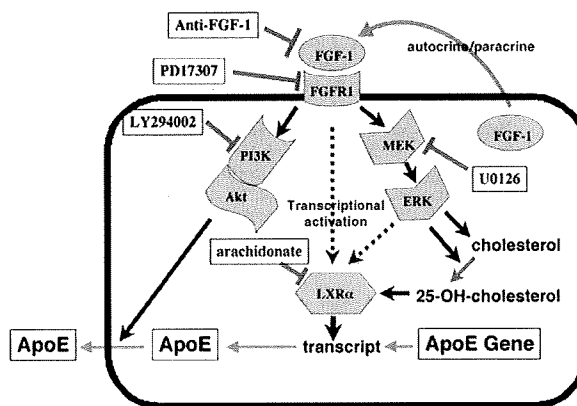 Anti-FGF-1
FGF-1
autocrine/paracrine
PD17307
FGFR1
LY294002
PI3K
MEK
FGF-1
U0126
Akt
Transcriptional
activation
ERK
arachidonate
cholesterol
LXRα
25-OH-cholesterol
ApoE
ApoE
transcript
ApoE Gene